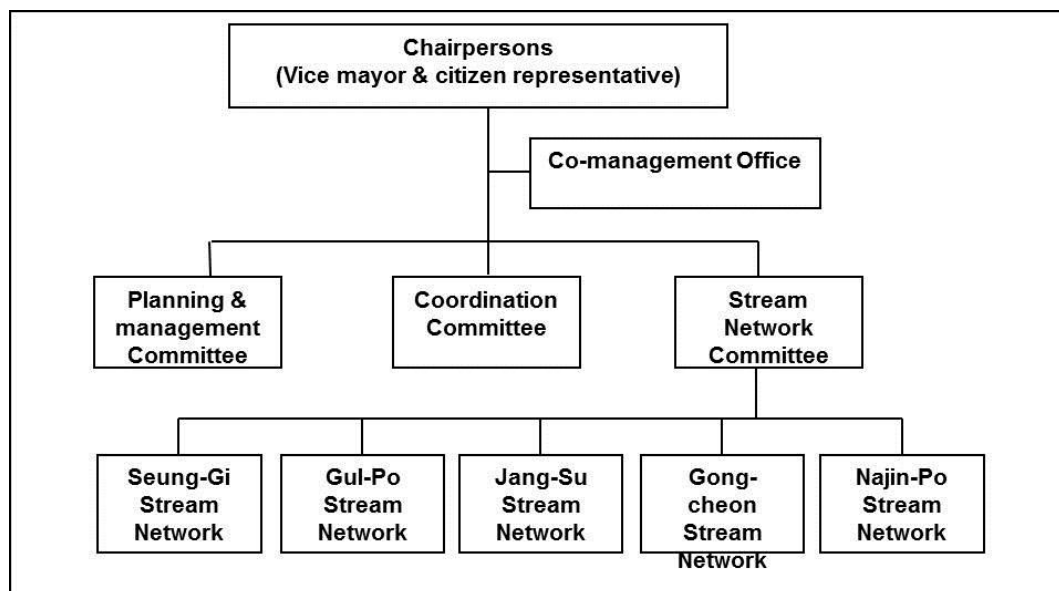 Chairpersons
(Vice mayor & citizen representative)
Co-management Office
Planning &
management
Committee
Coordination
Committee
Stream
Network
Committee
Seung-Gi
Stream
Network
Gul-Po
Stream
Network
Jang-Su
Stream
Network
Gong-
cheon
Stream
Network
Najin-Po
Stream
Network